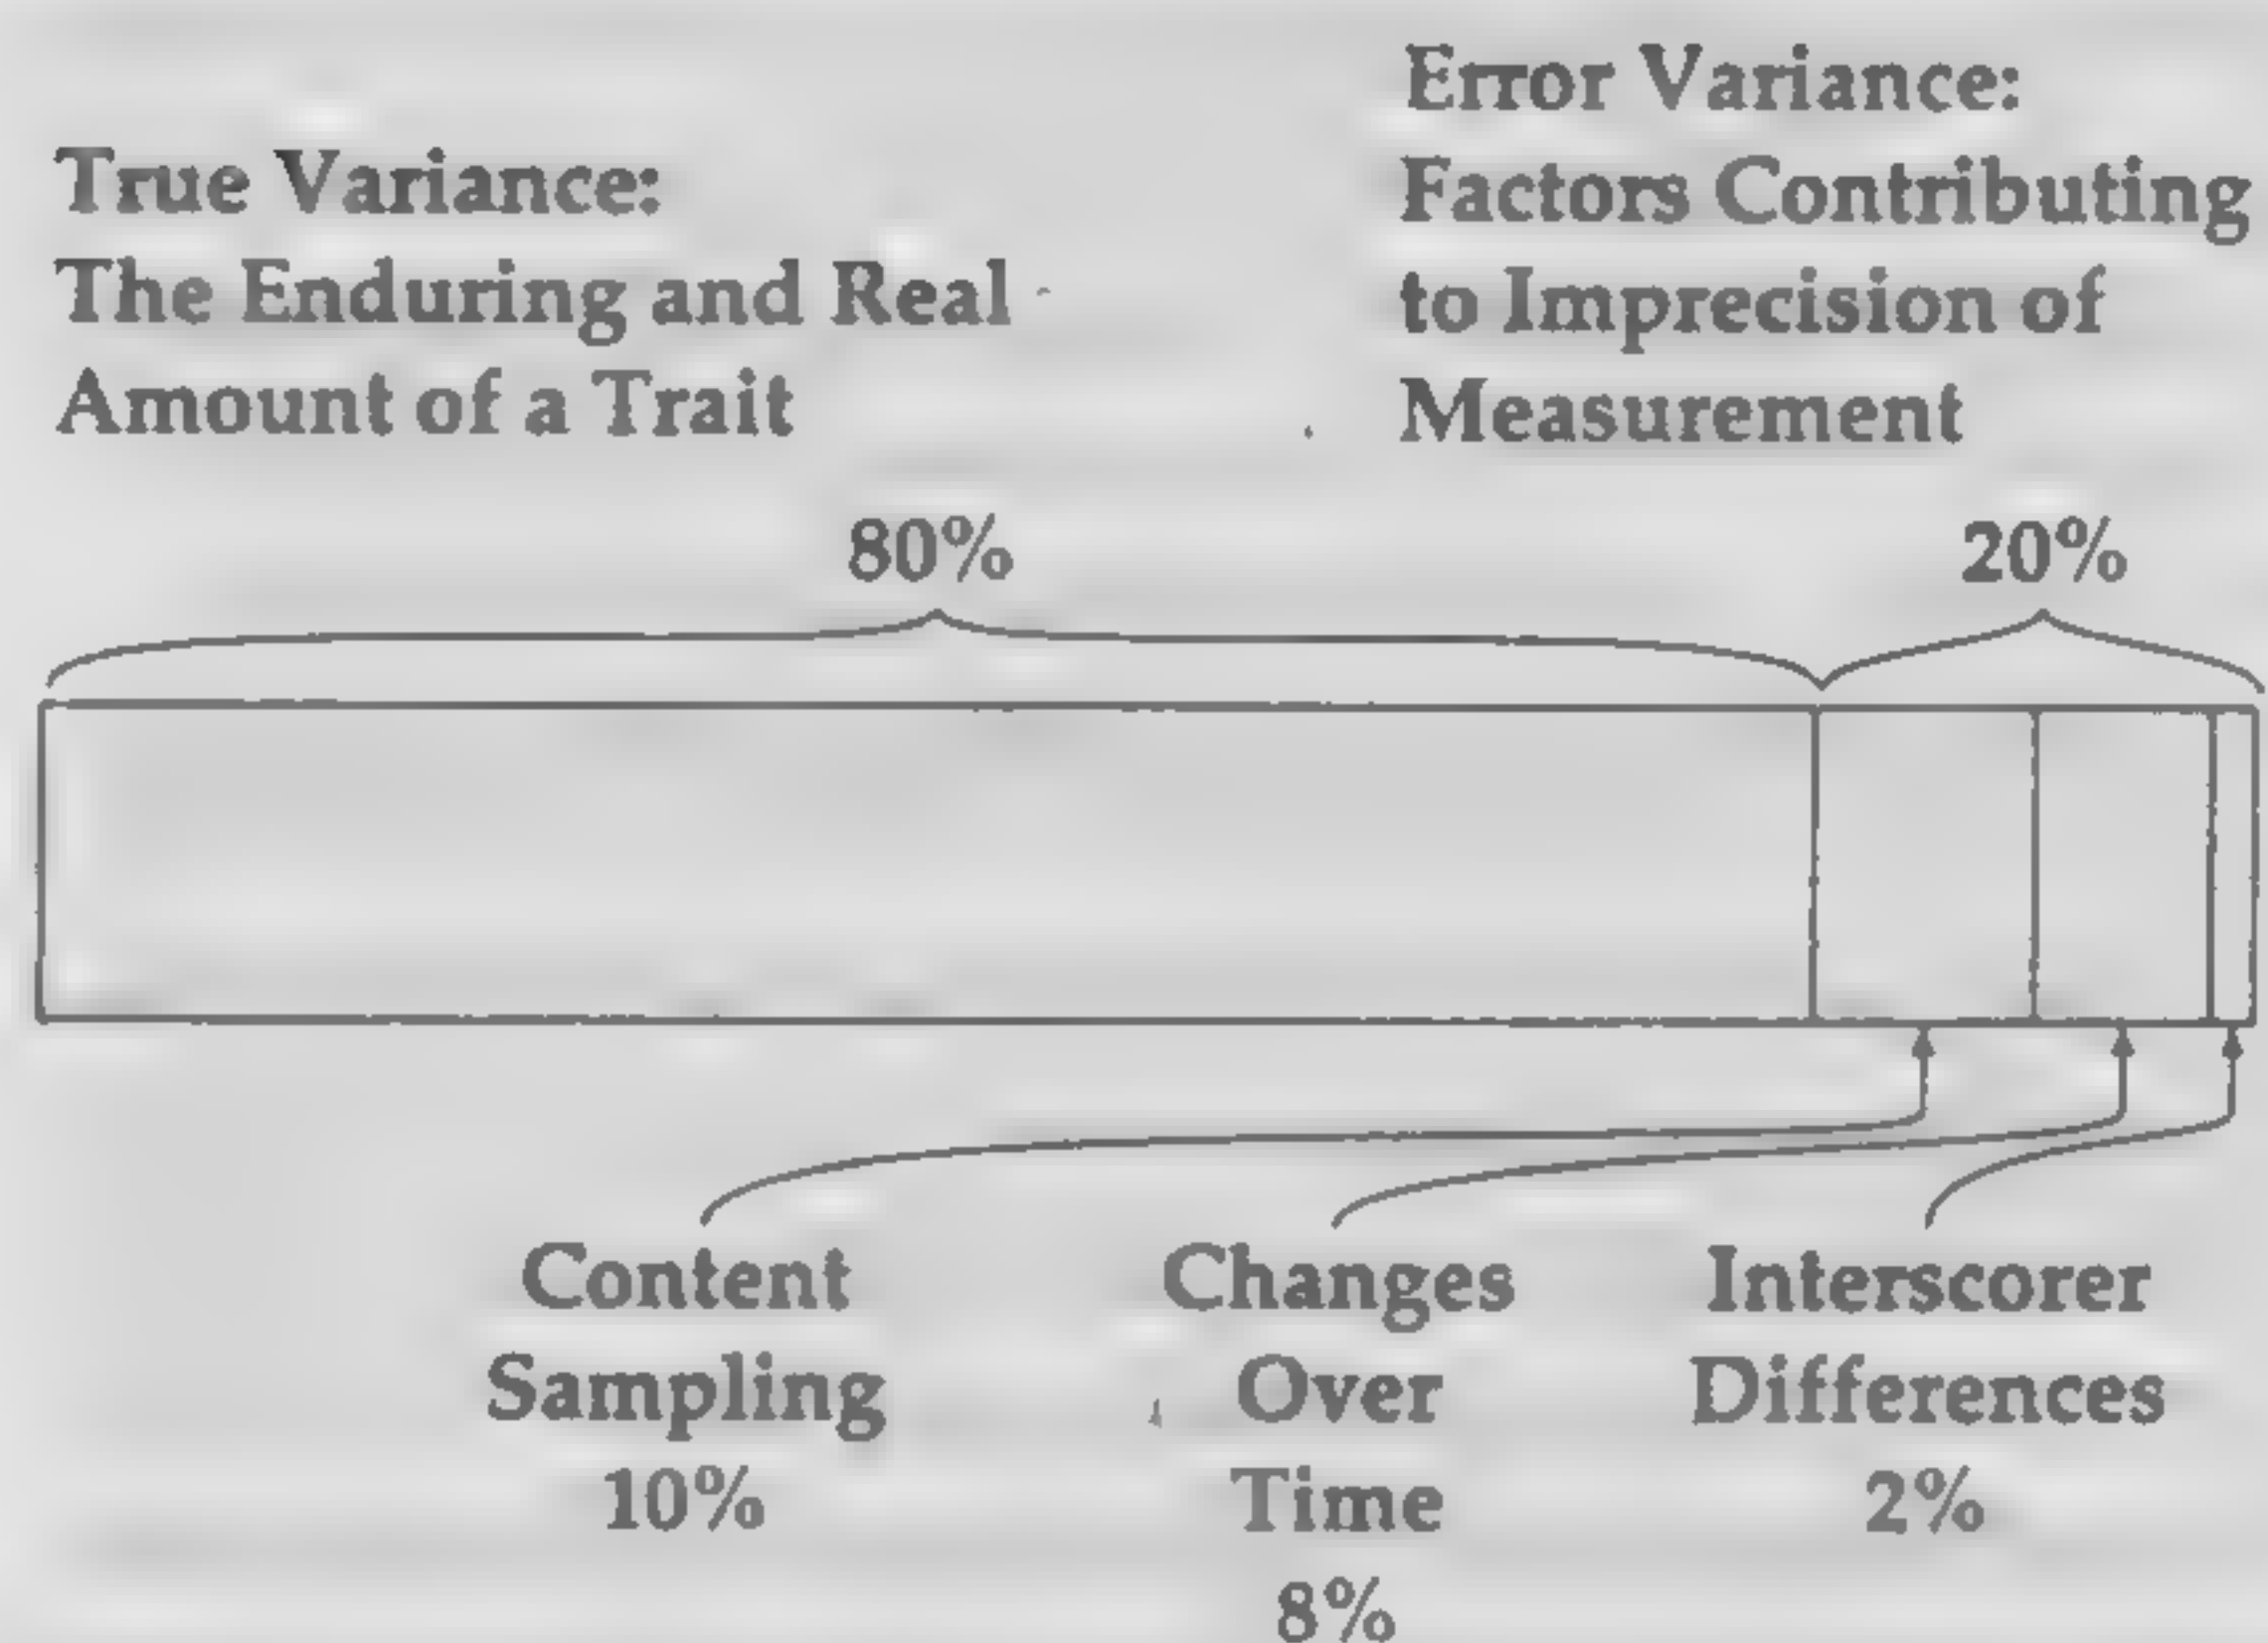 True Variance:
The Enduring and Real
Amount of a Trait
Error Variance:
Factors Contributing
to Imprecision of
Measurement
80%
20%
Content
Sampling
10%
Changes
Over
Time
8%
Interscorer
Differences
2%